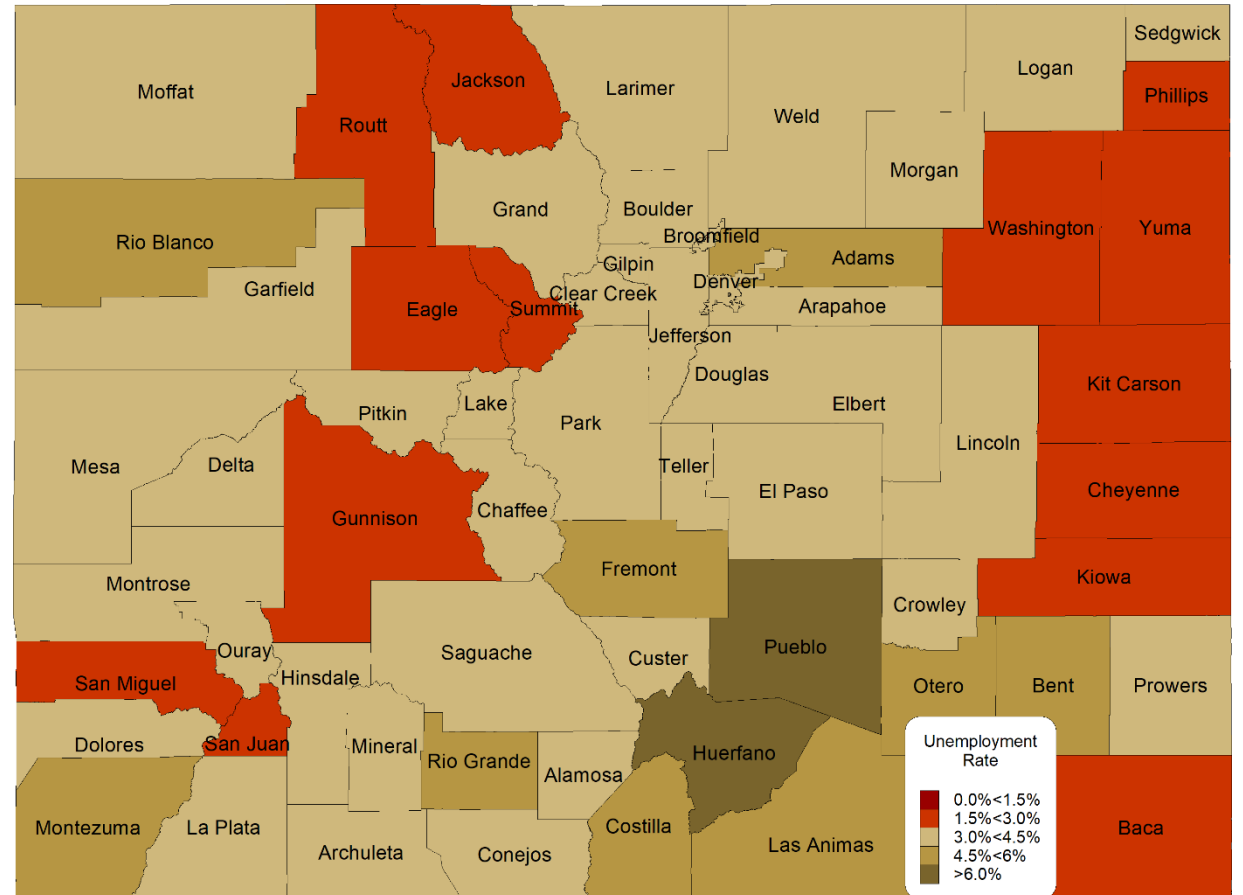 Sedgwick
Moffat
Jackson
Larimer
Logan
Phillips
Routt
Weld
Morgan
Grand
Boulder
Rio Blanco
Broomfield
Washington
Yuma
Gilpin
Adams
Garfield
Clear Creek
Denver
Eagle
Summit
Arapahoe
Jefferson
Douglas
Kit Carson
Pitkin
Lake
Park
Elbert
Lincoln
Mesa
Delta
Teller
El Paso
Cheyenne
Gunnison
Chaffee
Montrose
Fremont
Kiowa
Crowley
Ouray
Saguache
Custer
Pueblo
San Miguel
Hinsdale
Otero
Bent
Prowers
Dolores
San Juan
Mineral
Rio Grande
Huerfano
Alamosa
Montezuma
La Plata
Costilla
Las Animas
Archuleta
Conejos
Baca
Unemployment
Rate
0.0%<1.5%
1.5%<3.0%
3.0%<4.5%
4.5%<6%
>6.0%